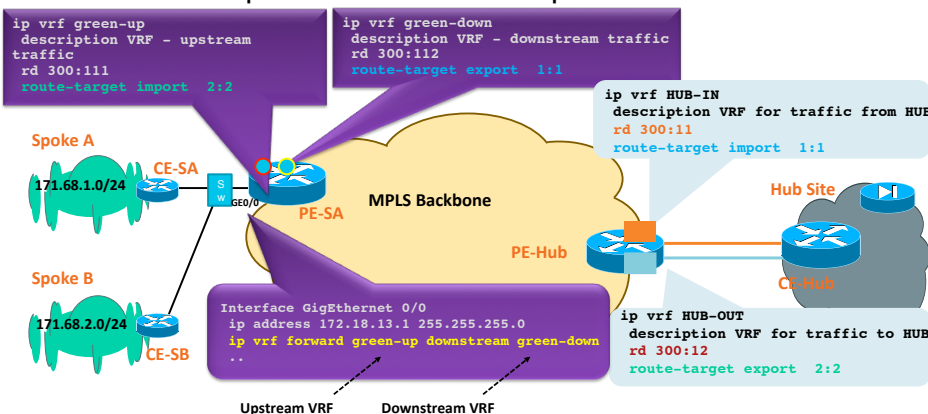 ip vrf green-up
description VRF - upstream
traffic
rd 300:111
route-target import 2:2
ip vrf green-down
description VRF - downstream traffic
rd 300:112
route-target export 1:1
ip vrf HUB-IN
description VRF for traffic from HUB
rd 300:11
route-target import 1:1
Spoke A
171.68.1.0/24
CE-SA
S
w
GE0/0
PE-SA
MPLS Backbone
Hub Site
PE-Hub
CE-Hub
Spoke B
171.68.2.0/24
CE-SB
Interface GigEthernet 0/0
ip address 172.18.13.1 255.255.255.0
ip vrf forward green-up downstream green-down
..
ip vrf HUB-OUT
description VRF for traffic to HUB
rd 300:12
route-target export 2:2
Upstream VRF
Downstream VRF